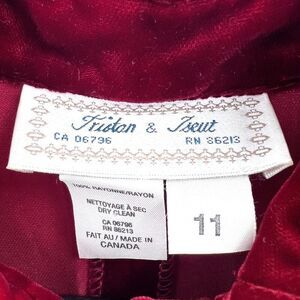 Tristan & Iseut
CA 06796 RN 86213
100% RAYONNE/RAYON
NETTOYAGE À SEC
DRY CLEAN
CA 06796
RN 86213
FAIT AU / MADE IN
CANADA
11